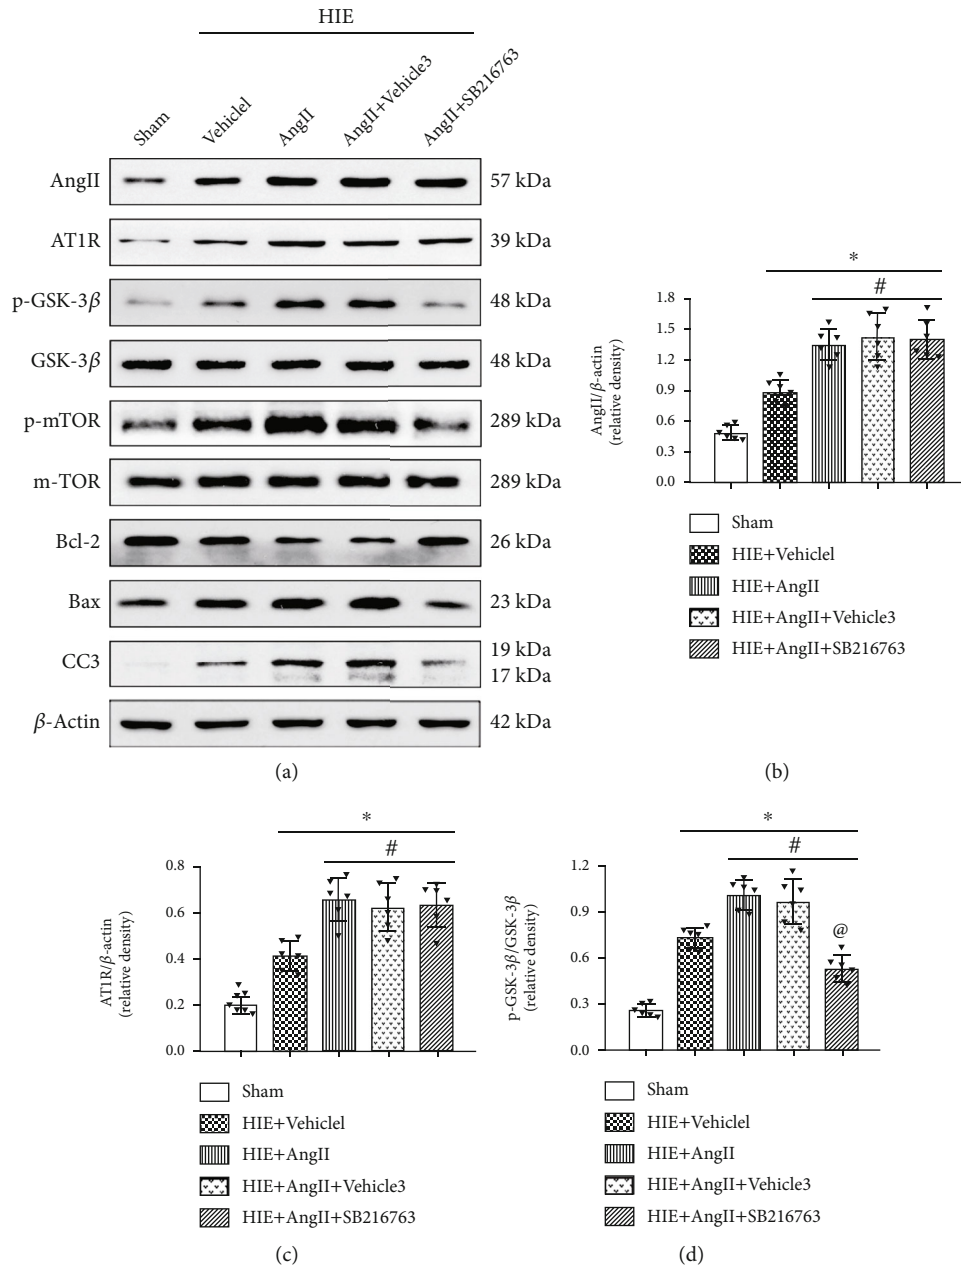 HIE
Sham
Vehicle1
AngII
AngII+Vehicle3
AngII+SB216763
AngII 57 kDa
AT1R 39 kDa
p-GSK-3β 48 kDa
GSK-3β 48 kDa
p-mTOR 289 kDa
m-TOR 289 kDa
Bcl-2 26 kDa
Bax 23 kDa
CC3 19 kDa
17 kDa
β-Actin 42 kDa
(a)
*
#
AngII/β-actin
(relative density)
1.8
1.5
1.2
0.9
0.6
0.3
0.0
Sham
HIE+Vehicle1
HIE+AngII
HIE+AngII+Vehicle3
HIE+AngII+SB216763
(b)
*
#
AT1R/β-actin
(relative density)
0.8
0.6
0.4
0.2
0.0
Sham
HIE+Vehicle1
HIE+AngII
HIE+AngII+Vehicle3
HIE+AngII+SB216763
(c)
*
#
@
p-GSK-3β/GSK-3β
(relative density)
1.2
0.9
0.6
0.3
0.0
Sham
HIE+Vehicle1
HIE+AngII
HIE+AngII+Vehicle3
HIE+AngII+SB216763
(d)